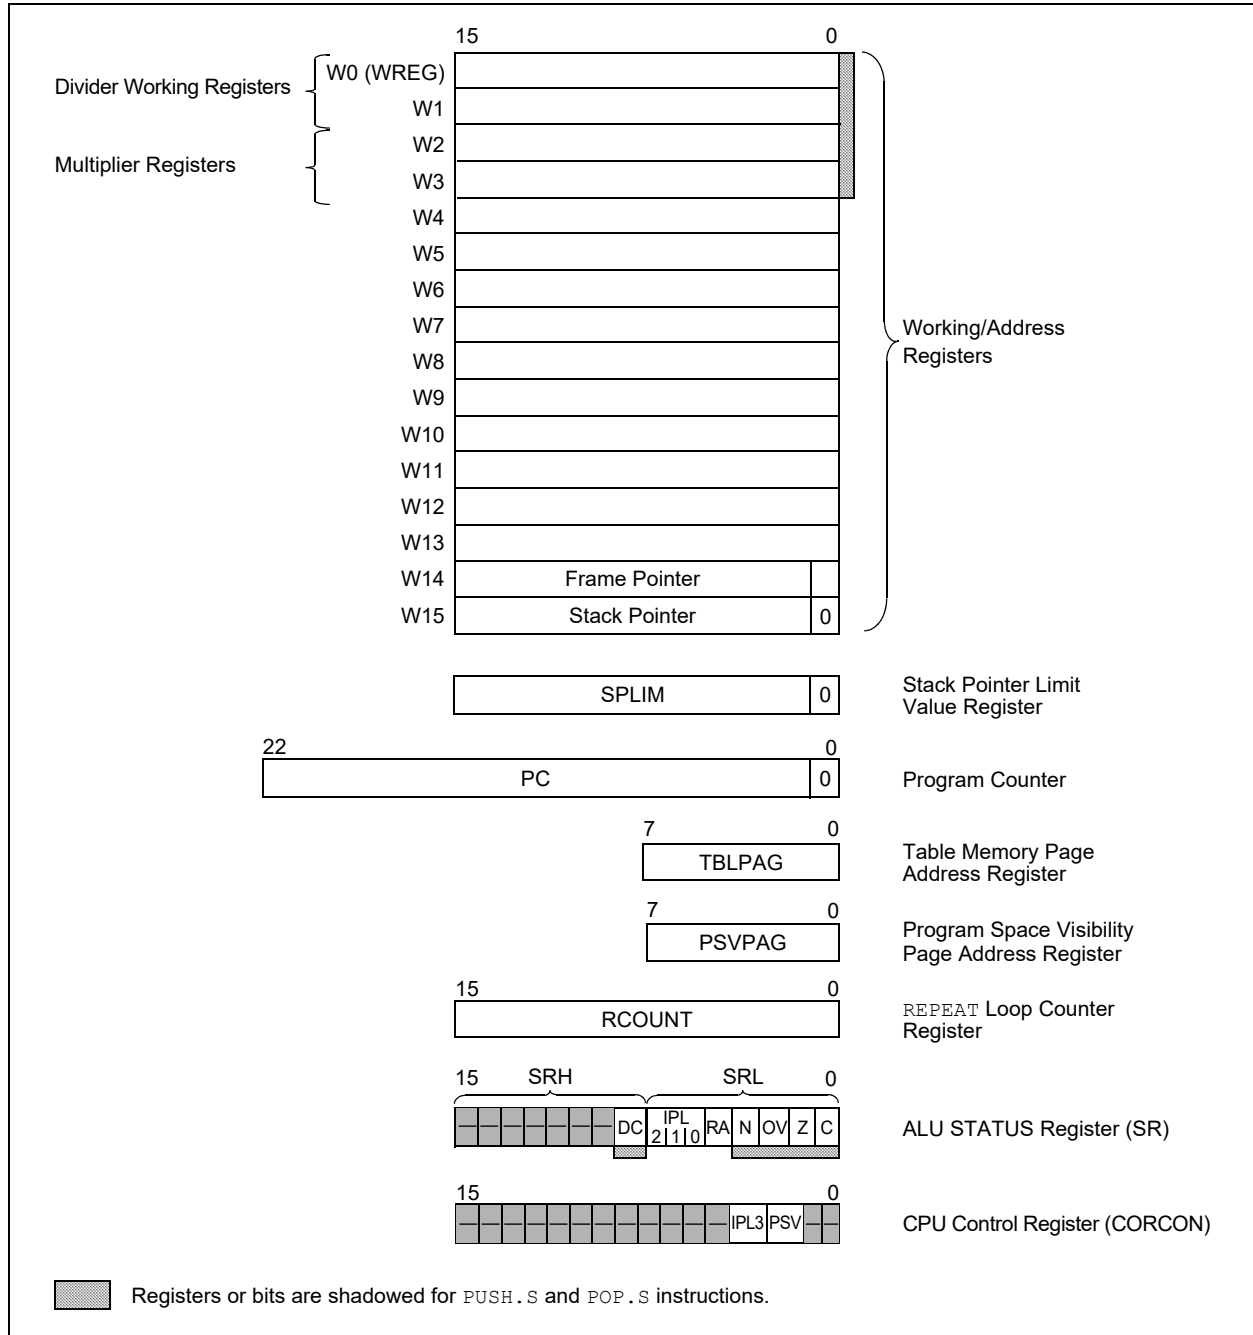 15 0
Divider Working Registers
W0 (WREG)
W1
Multiplier Registers
W2
W3
W4
W5
W6
W7
Working/Address
Registers
W8
W9
W10
W11
W12
W13
W14 Frame Pointer
W15 Stack Pointer 0
SPLIM 0
Stack Pointer Limit
Value Register
22 0
PC 0 Program Counter
7 0
TBLPAG
Table Memory Page
Address Register
7 0
PSVPAG
Program Space Visibility
Page Address Register
15 0
RCOUNT
REPEAT Loop Counter
Register
15 SRH SRL 0
— — — — — — — DC IPL 2 1 0 RA N OV Z C ALU STATUS Register (SR)
15 0
— — — — — — — — — — — — IPL3 PSV — — CPU Control Register (CORCON)
Registers or bits are shadowed for PUSH.S and POP.S instructions.